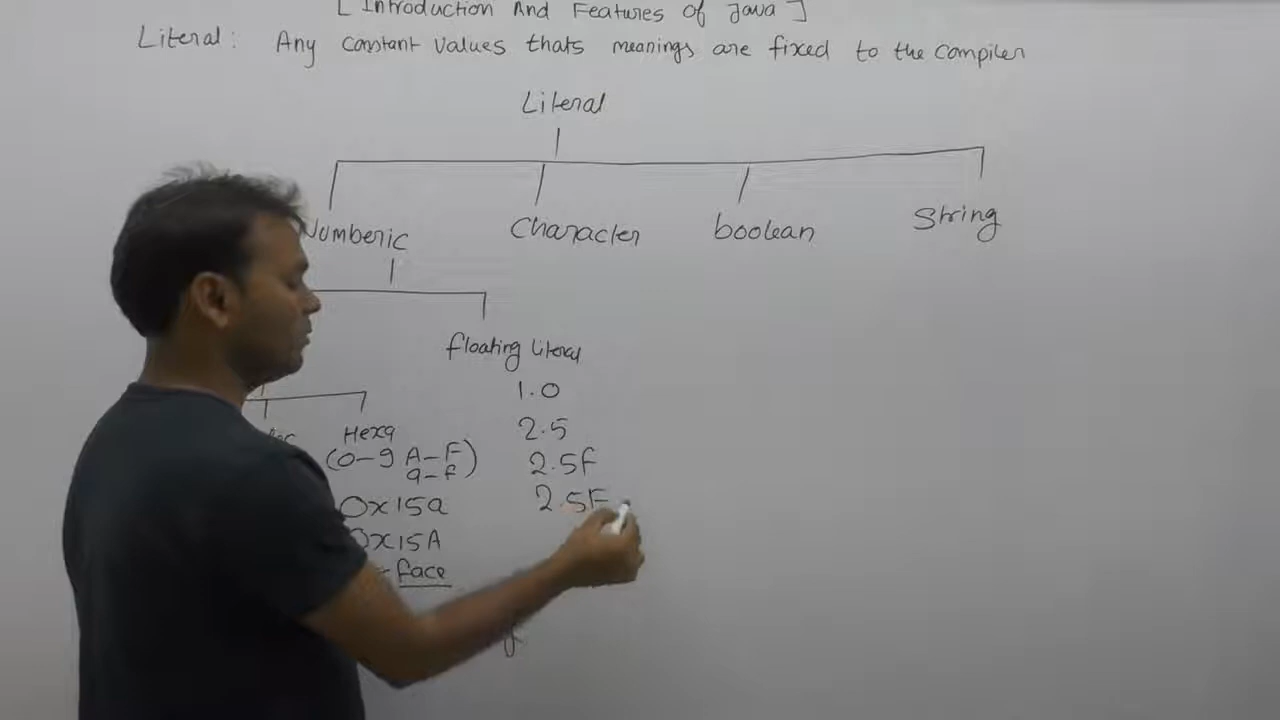 [ Introduction And Features Of Java ]
Literal: Any constant values thats meanings are fixed to the compiler
Literal
Numberic Character boolean String
floating literal
1.0
Hexa 2.5
(0-9 A-F) 2.5f
a-f
0x15a 2.5F
0x15A
face